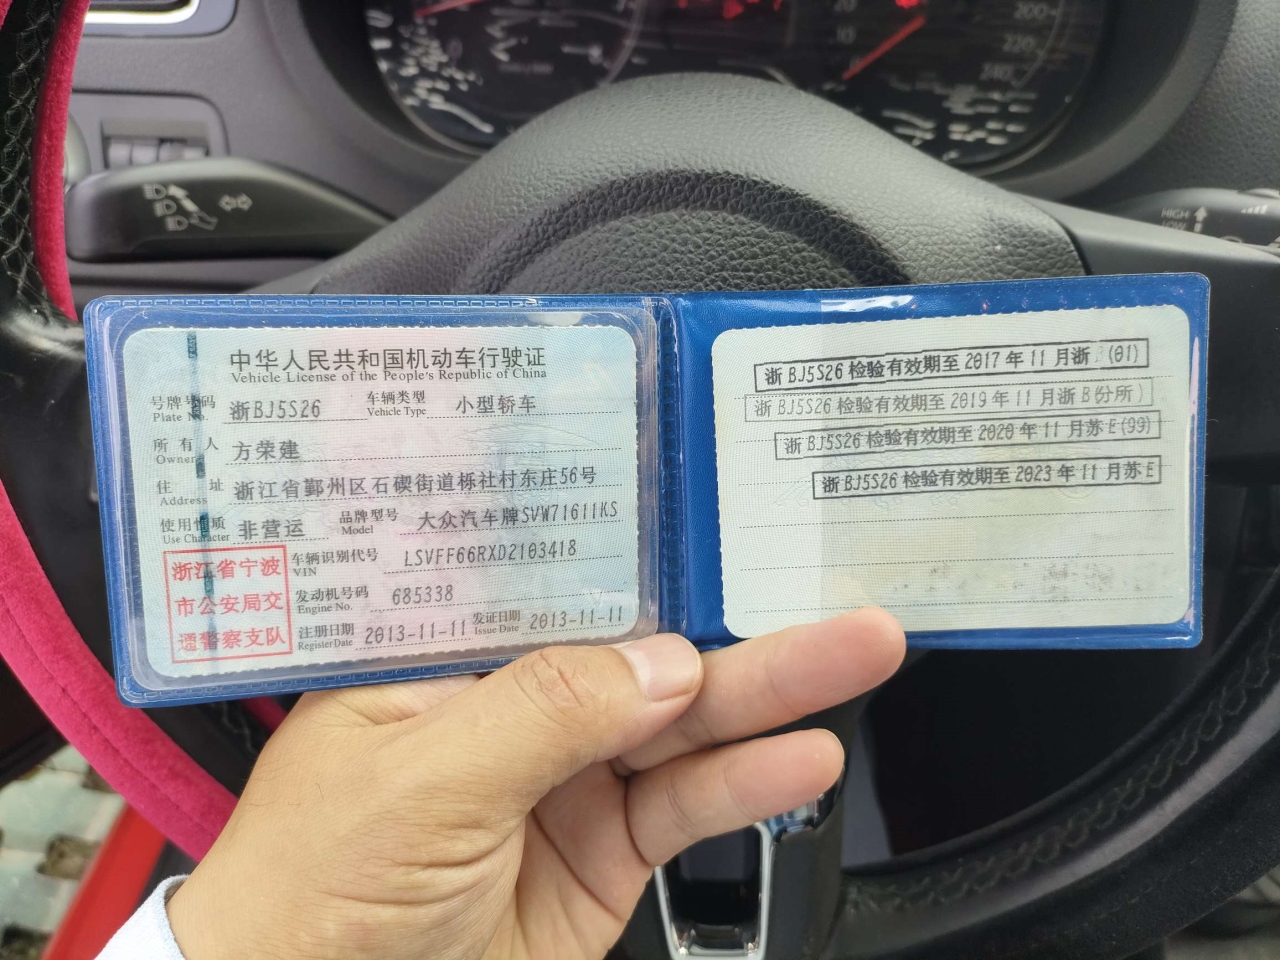 中华人民共和国机动车行驶证
Vehicle License of the People's Republic of China
号牌号码 浙BJ5S26 车辆类型 小型轿车
Plate No. Vehicle Type
所有人 方荣建
Owner
住址 浙江省鄞州区石碶街道栎社村东庄56号
Address
使用性质 非营运 品牌型号 大众汽车牌SVW71611KS
Use Character Model
浙江省宁波
市公安局交
通警察支队
车辆识别代号 LSVFF66RXD2103418
VIN
发动机号码 685338
Engine No.
注册日期 2013-11-11 发证日期 2013-11-11
Register Date Issue Date
浙BJ5S26检验有效期至2017年11月浙 (01)
浙BJ5S26检验有效期至2019年11月浙B(分所)
浙BJ5S26检验有效期至2020年11月苏E(99)
浙BJ5S26检验有效期至2023年11月苏E
200
220
240
HIGH
LOW